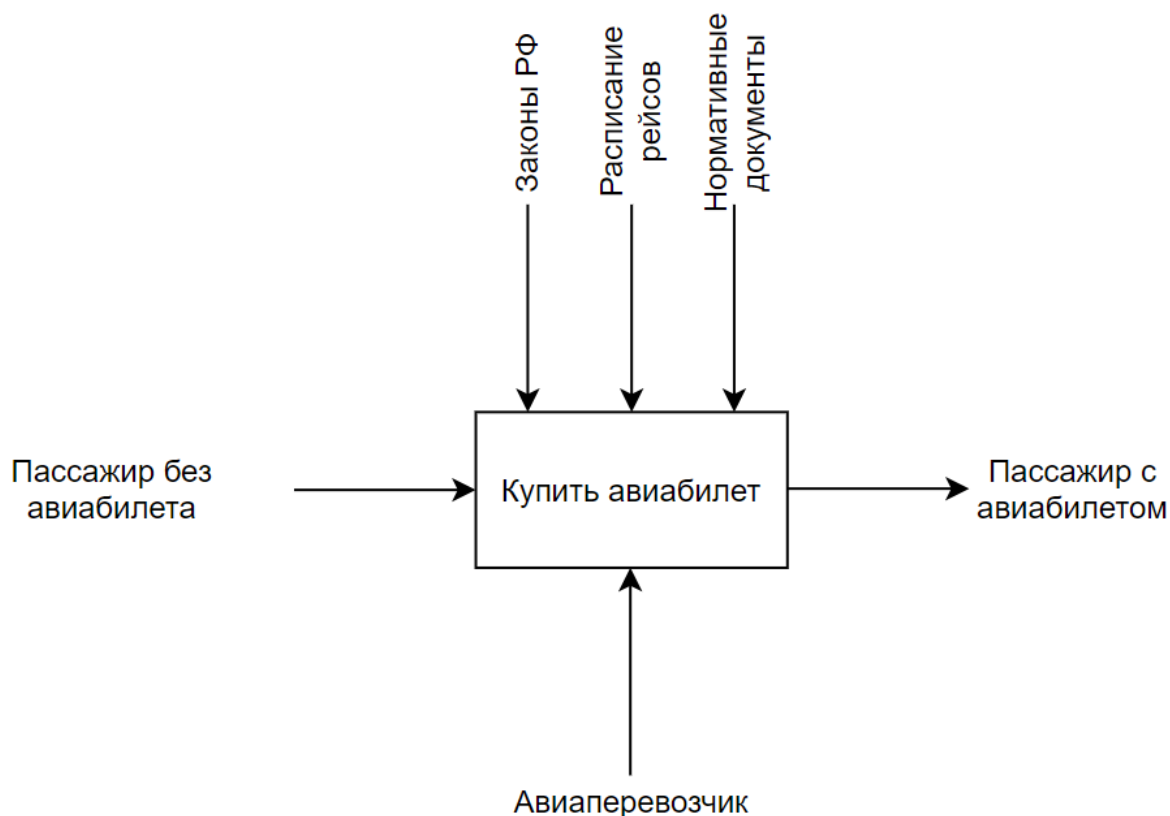 Законы РФ
Расписание
рейсов
Нормативные
документы
Пассажир без
авиабилета
Купить авиабилет
Пассажир с
авиабилетом
Авиаперевозчик